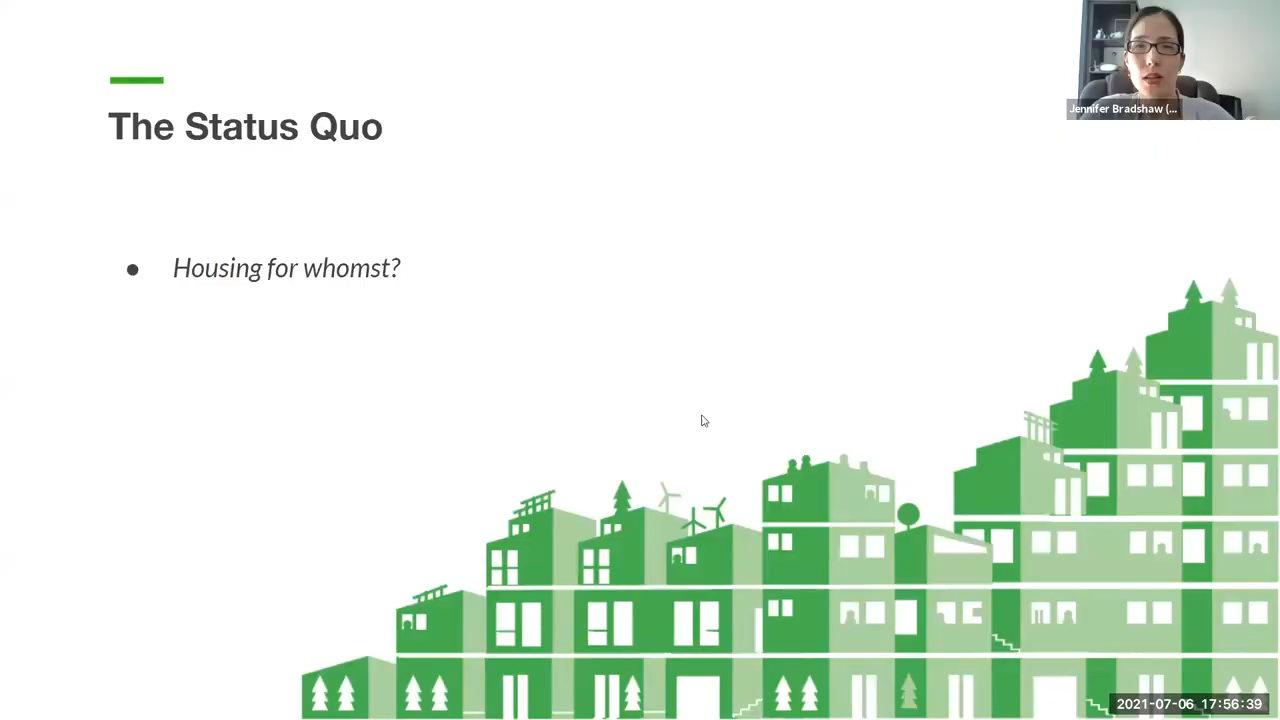 The Status Quo
Jennifer Bradshaw (...
● Housing for whomst?
2021-07-06 17:56:39